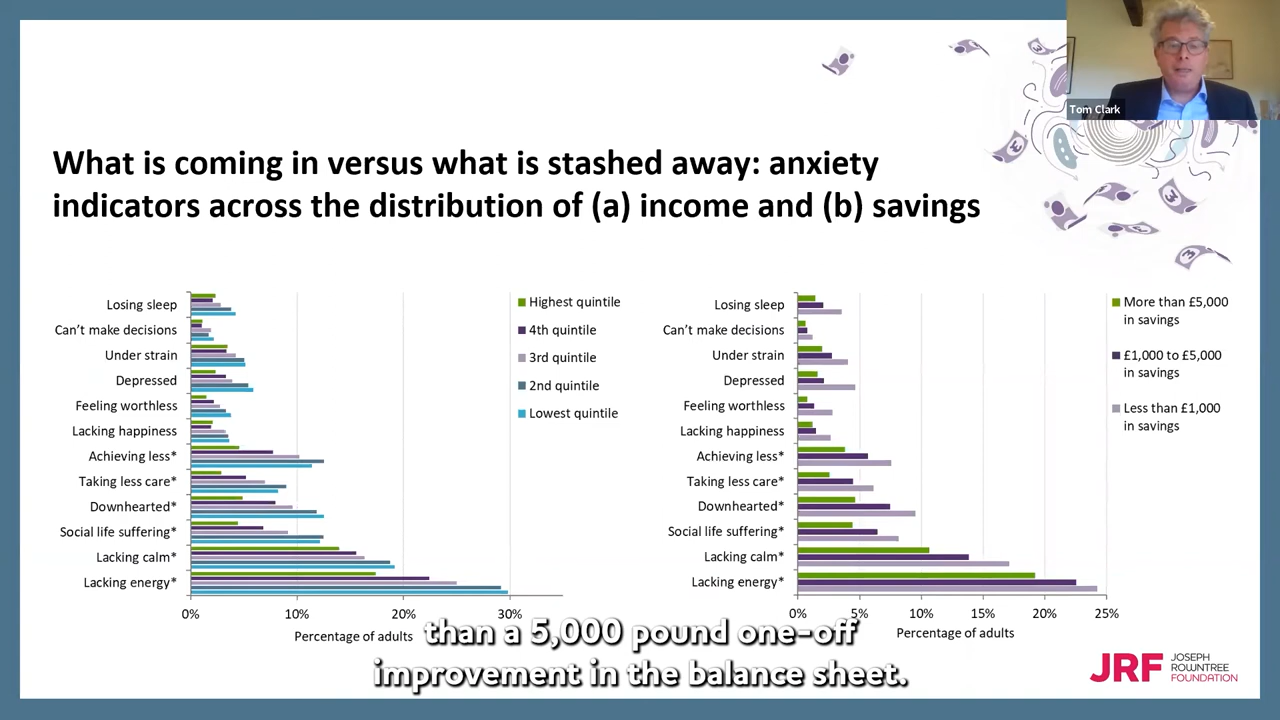 Tom Clark
What is coming in versus what is stashed away: anxiety
indicators across the distribution of (a) income and (b) savings
Losing sleep
Can’t make decisions
Under strain
Depressed
Feeling worthless
Lacking happiness
Achieving less*
Taking less care*
Downhearted*
Social life suffering*
Lacking calm*
Lacking energy*
0%
10%
20%
30%
Percentage of adults
Highest quintile
4th quintile
3rd quintile
2nd quintile
Lowest quintile
Losing sleep
Can’t make decisions
Under strain
Depressed
Feeling worthless
Lacking happiness
Achieving less*
Taking less care*
Downhearted*
Social life suffering*
Lacking calm*
Lacking energy*
0%
5%
10%
15%
20%
25%
Percentage of adults
More than £5,000
in savings
£1,000 to £5,000
in savings
Less than £1,000
in savings
than a 5,000 pound one-off
improvement in the balance sheet.
JRF
JOSEPH
ROWNTREE
FOUNDATION